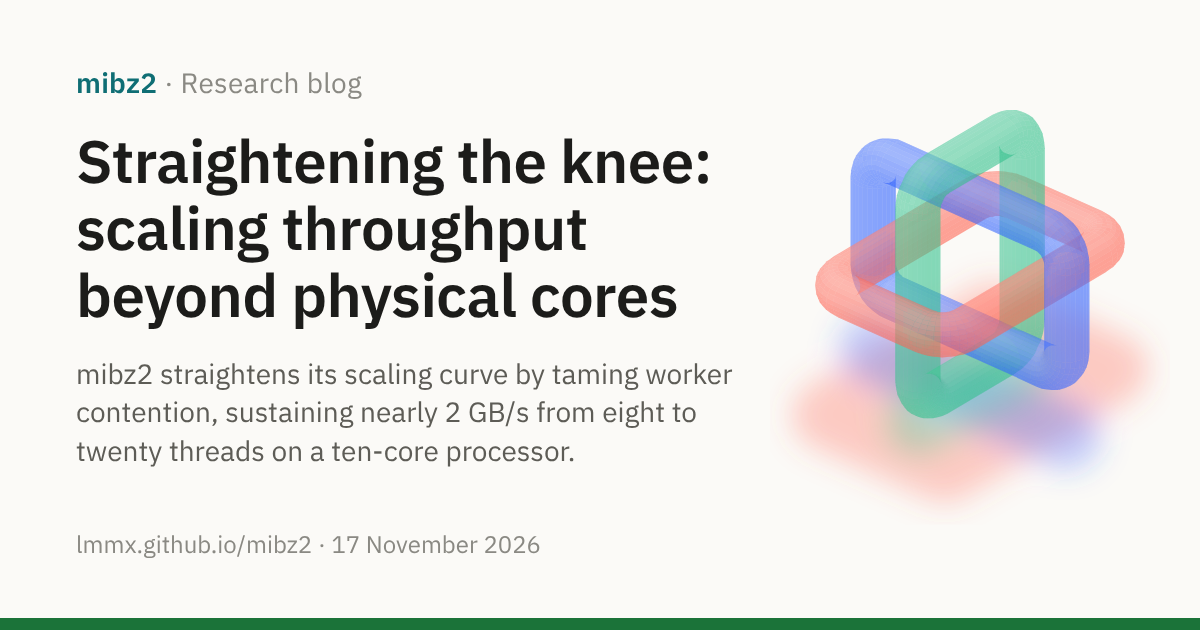 mibz2 · Research blog
Straightening the knee:
scaling throughput
beyond physical cores
mibz2 straightens its scaling curve by taming worker
contention, sustaining nearly 2 GB/s from eight to
twenty threads on a ten-core processor.
lmmx.github.io/mibz2 · 17 November 2026